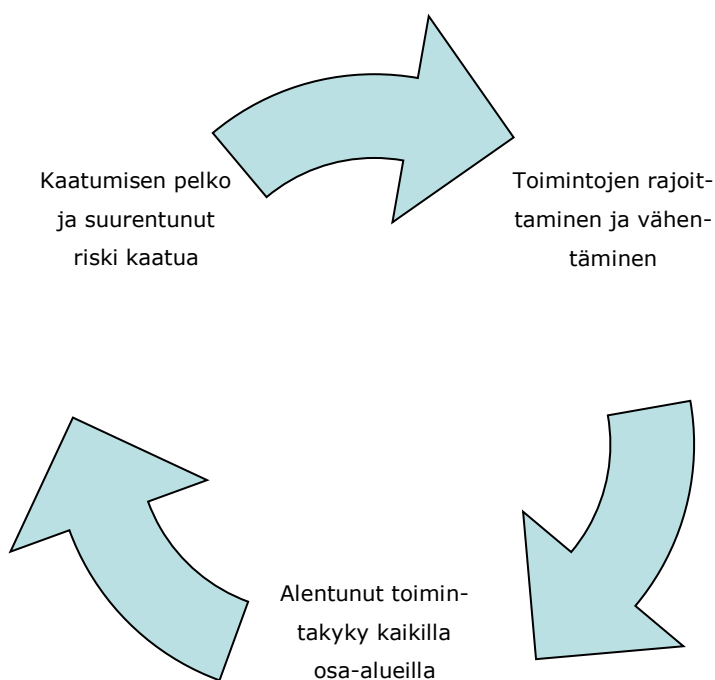 Kaatumisen pelko
ja suurentunut
riski kaatua
Toimintojen rajoit-
taminen ja vähen-
täminen
Alentunut toimin-
takyky kaikilla
osa-alueilla